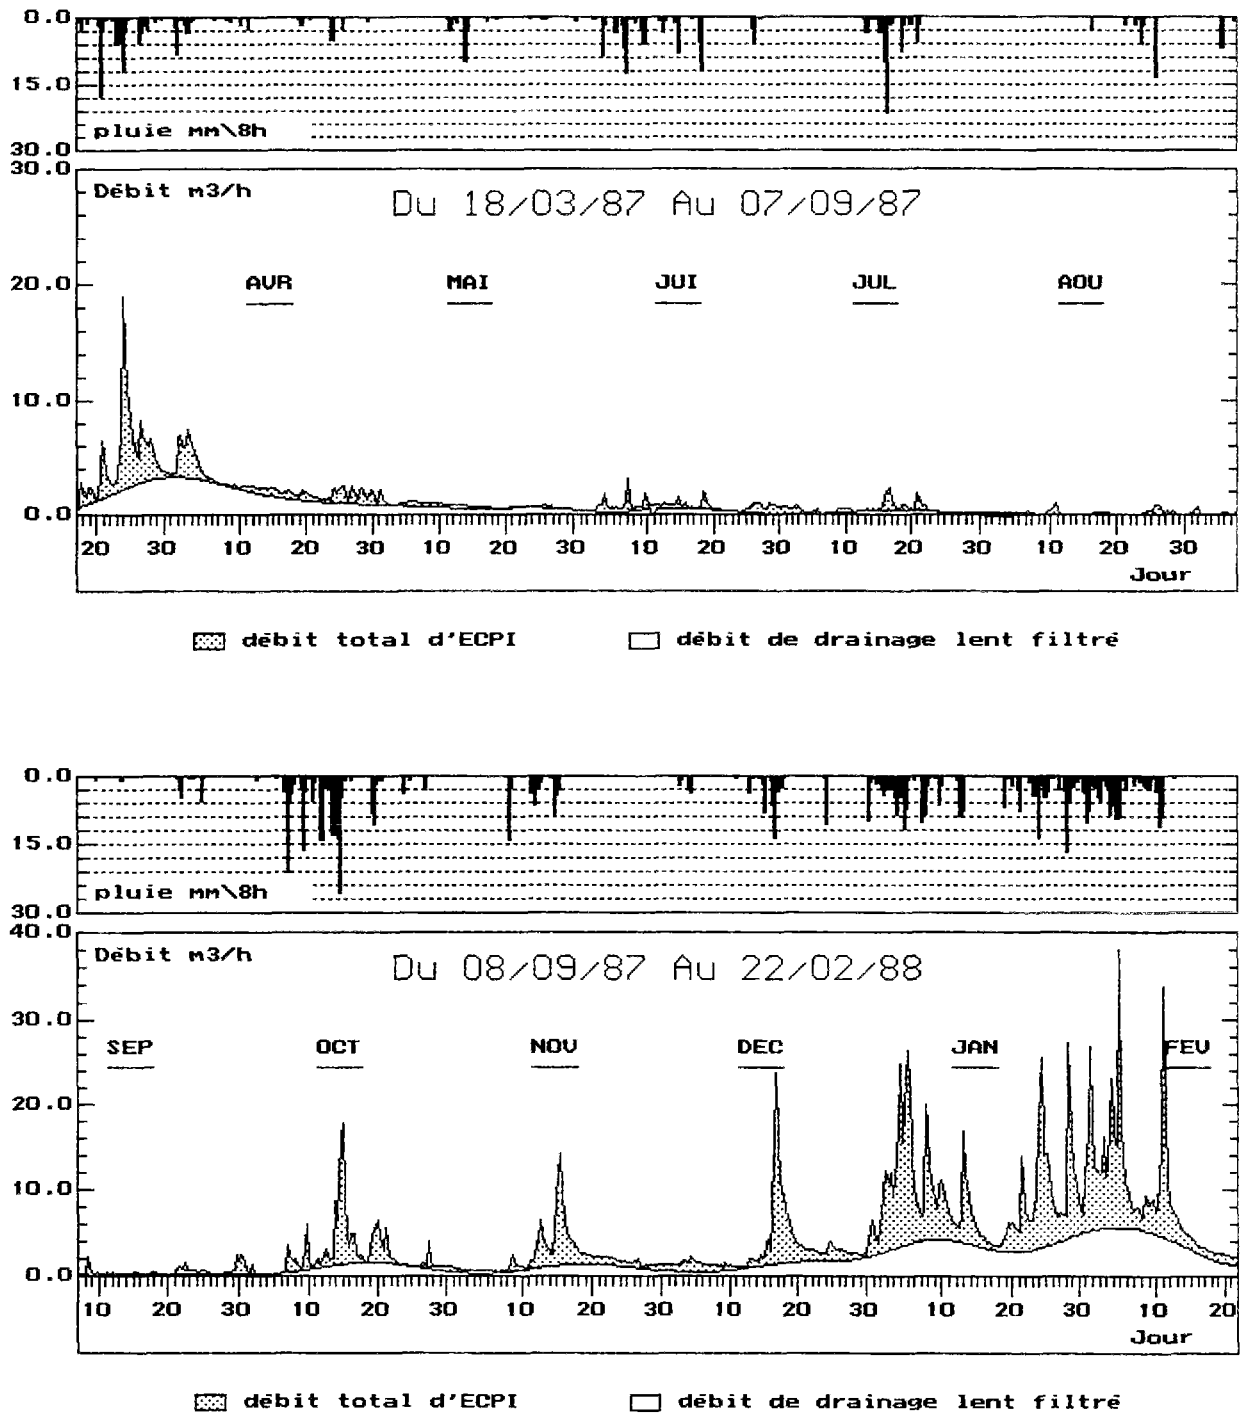 0.0
15.0
pluie mm\8h
30.0
30.0
Débit m3/h
Du 18/03/87 Au 07/09/87
20.0
AVR MAI JUI JUL AOU
10.0
0.0
20 30 10 20 30 10 20 30 10 20 30 10 20 30 10 20 30
Jour
débit total d'ECPI débit de drainage lent filtré
0.0
15.0
pluie mm\8h
30.0
40.0
Débit m3/h
Du 08/09/87 Au 22/02/88
30.0
SEP OCT NOV DEC JAN FEV
20.0
10.0
0.0
10 20 30 10 20 30 10 20 30 10 20 30 10 20 30 10 20
Jour
débit total d'ECPI débit de drainage lent filtré